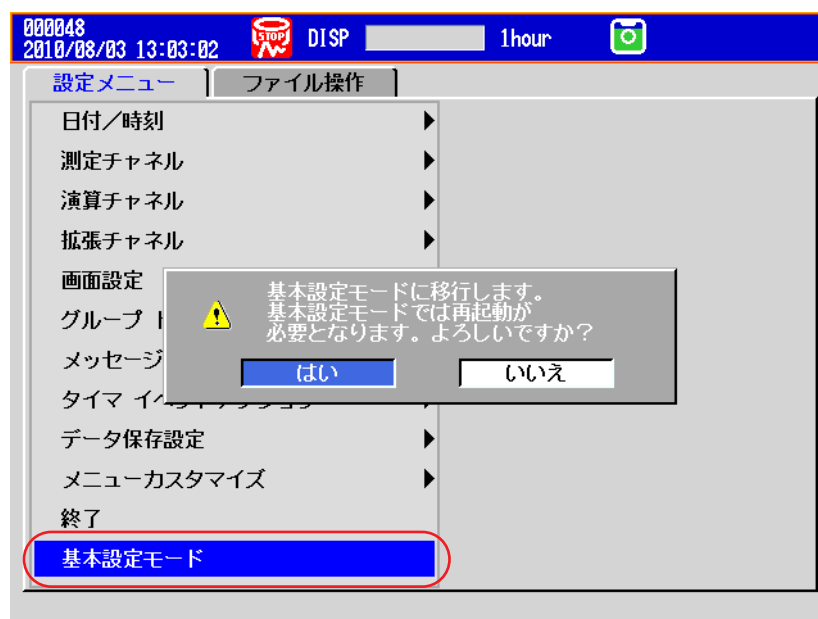 000048
2010/08/03 13:03:02
STOP
DISP
1hour
設定メニュー
ファイル操作
日付／時刻
測定チャネル
演算チャネル
拡張チャネル
画面設定
グループ
メッセージ
タイマ
データ保存設定
メニューカスタマイズ
終了
基本設定モード
基本設定モードに移行します。
基本設定モードでは再起動が
必要となります。よろしいですか？
はい
いいえ